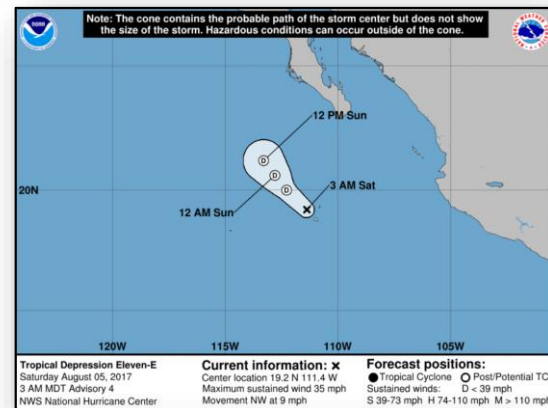 Note: The cone contains the probable path of the storm center but does not show
the size of the storm. Hazardous conditions can occur outside of the cone.
NOAA
12 PM Sun
3 AM Sat
20N
12 AM Sun
D
D
D
120W
115W
110W
105W
Tropical Depression Eleven-E
Saturday August 05, 2017
3 AM MDT Advisory 4
NWS National Hurricane Center
Current information: x
Center location 19.2 N 111.4 W
Maximum sustained wind 35 mph
Movement NW at 9 mph
Forecast positions:
● Tropical Cyclone ○ Post/Potential TC
Sustained winds: D < 39 mph
S 39-73 mph H 74-110 mph M > 110 mph